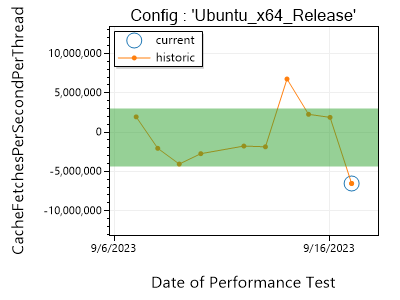 Config : 'Ubuntu_x64_Release'
CacheFetchesPerSecondPerThread
current
historic
10,000,000
5,000,000
0
-5,000,000
-10,000,000
9/6/2023
9/16/2023
Date of Performance Test